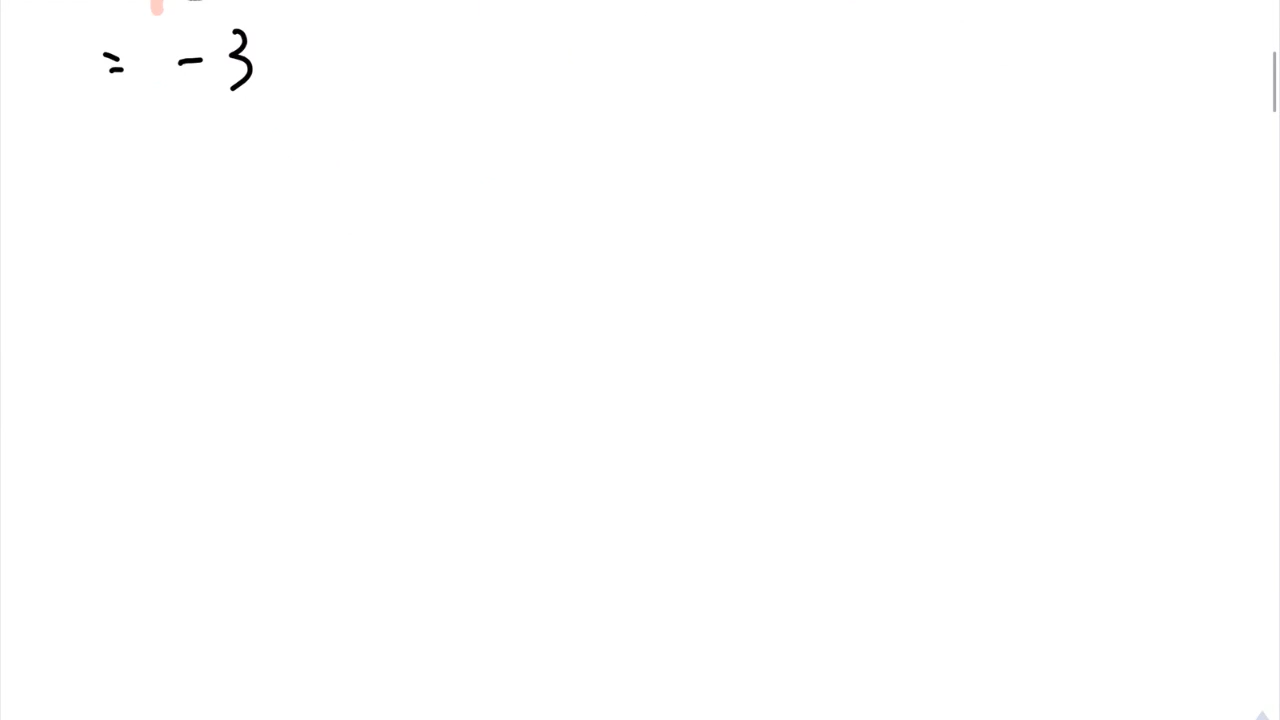 = - 3